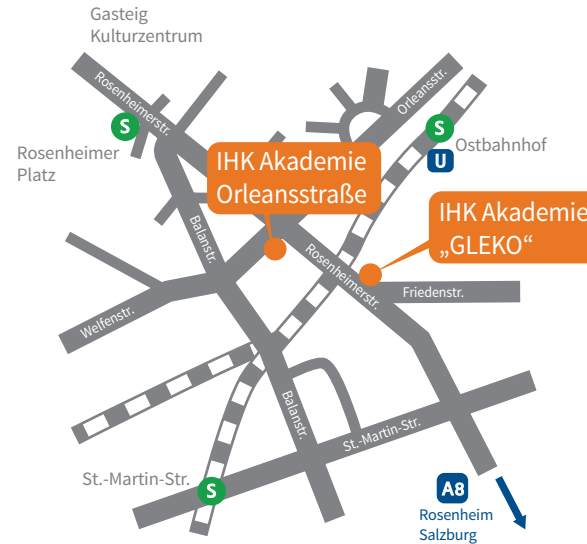 Gasteig
Kulturzentrum
Rosenheimerstr.
Orleansstr.
S
S
Ostbahnhof
U
Rosenheimer
Platz
IHK Akademie
Orleansstraße
IHK Akademie
„GLEKO“
Balanstr.
Rosenheimerstr.
Friedenstr.
Welfenstr.
Balanstr.
St.-Martin-Str.
St.-Martin-Str.
S
A8
Rosenheim
Salzburg